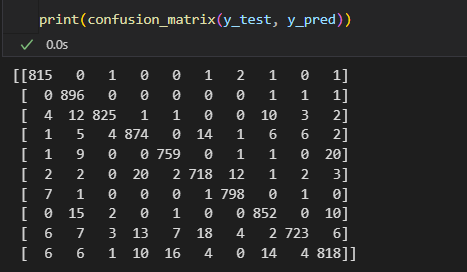 print(confusion_matrix(y_test, y_pred))
✓ 0.0s
[[815   0   1   0   0   1   2   1   0   1]
 [  0 896   0   0   0   0   0   1   1   1]
 [  4  12 825   1   1   0   0  10   3   2]
 [  1   5   4 874   0  14   1   6   6   2]
 [  1   9   0   0 759   0   1   1   0  20]
 [  2   2   0  20   2 718  12   1   2   3]
 [  7   1   0   0   0   1 798   0   1   0]
 [  0  15   2   0   1   0   0 852   0  10]
 [  6   7   3  13   7  18   4   2 723   6]
 [  6   6   1  10  16   4   0  14   4 818]]